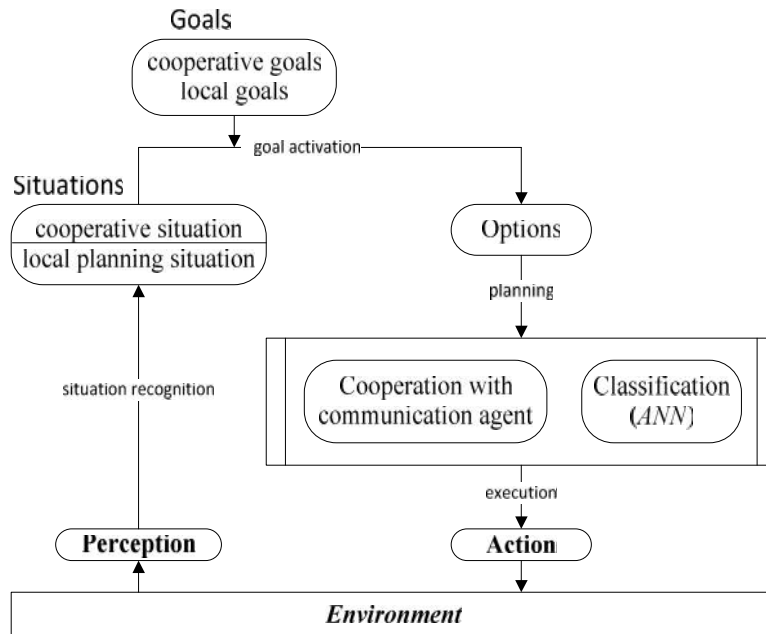 Goals
cooperative goals
local goals
goal activation
Situations
cooperative situation
local planning situation
Options
planning
situation recognition
Cooperation with
communication agent
Classification
(ANN)
execution
Perception
Action
Environment